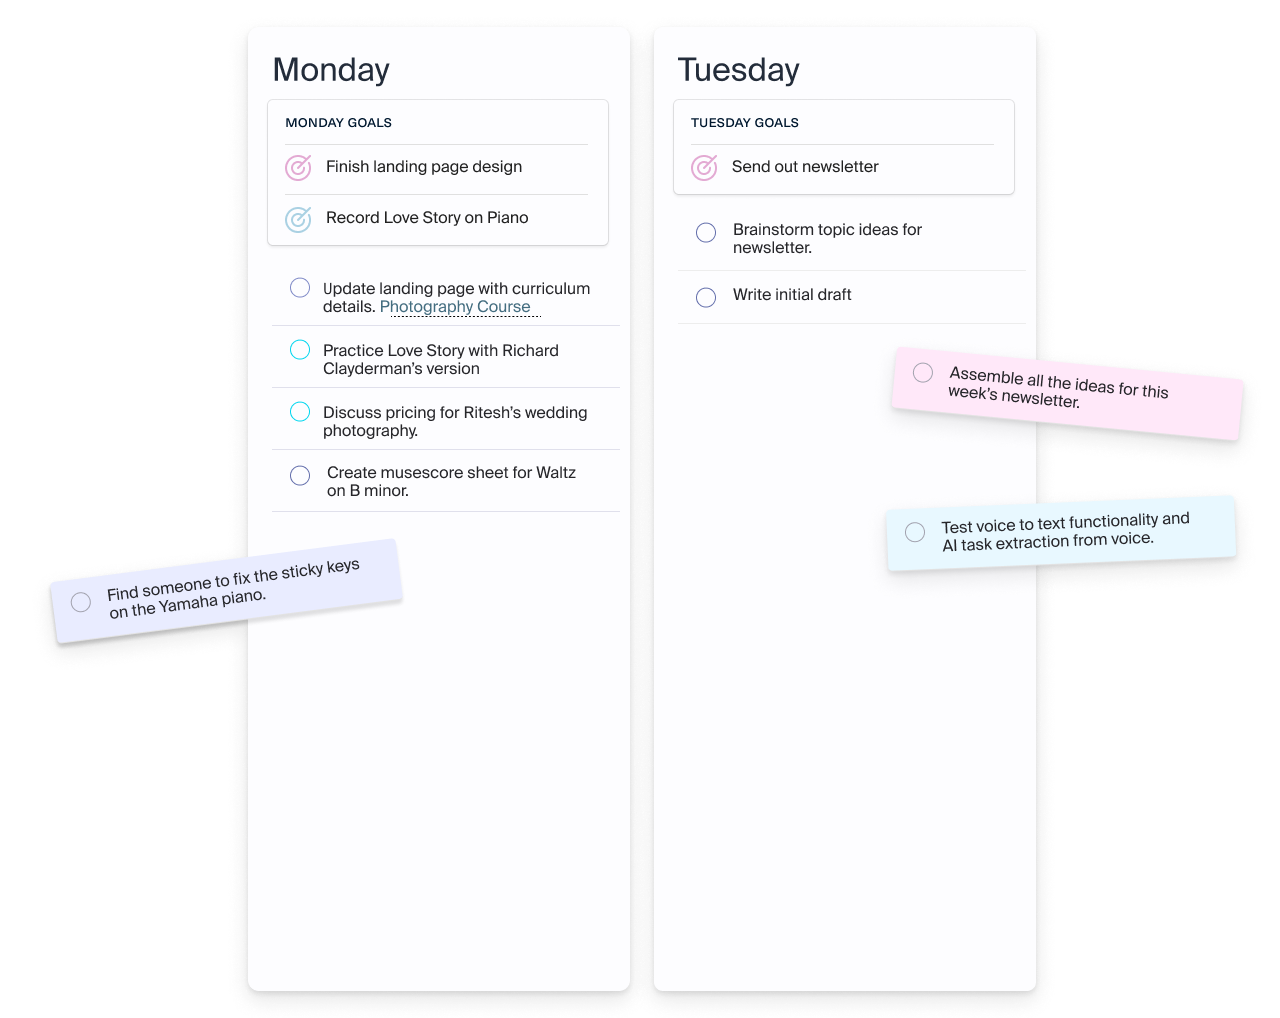 Monday
MONDAY GOALS
Finish landing page design
Record Love Story on Piano
Update landing page with curriculum
details. Photography Course
Practice Love Story with Richard
Clayderman's version
Discuss pricing for Ritesh's wedding
photography.
Create musescore sheet for Waltz
on B minor.
Find someone to fix the sticky keys
on the Yamaha piano.
Tuesday
TUESDAY GOALS
Send out newsletter
Brainstorm topic ideas for
newsletter.
Write initial draft
Assemble all the ideas for this
week's newsletter.
Test voice to text functionality and
AI task extraction from voice.